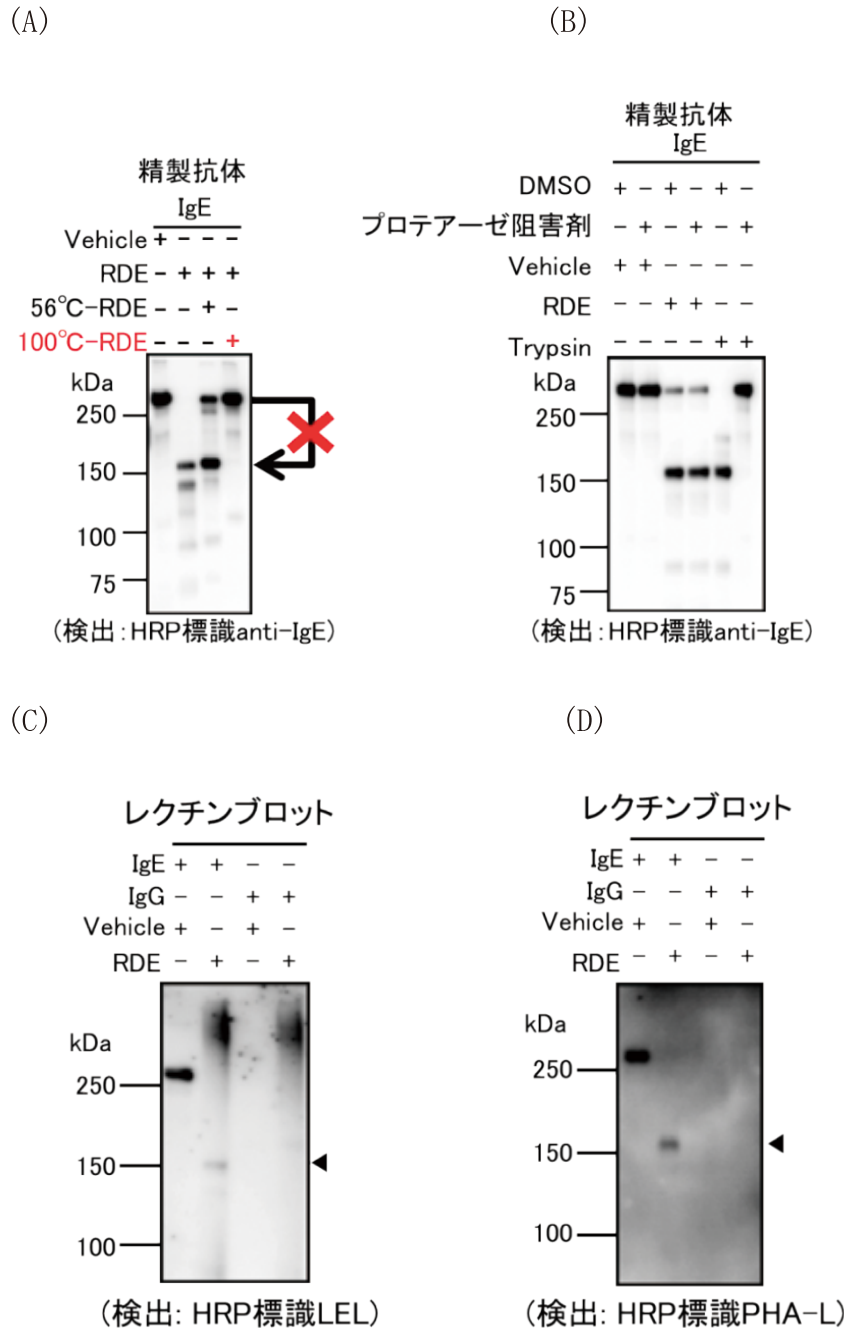 (A)
精製抗体
IgE
Vehicle + − − −
RDE − + + +
56℃−RDE − − + −
100℃−RDE − − − +
kDa
250
150
100
75
(検出:HRP標識anti−IgE)
(B)
精製抗体
IgE
DMSO + − + − + −
プロテアーゼ阻害剤 − + − + − +
Vehicle + + − − − −
RDE − − + + − −
Trypsin − − − − + +
kDa
250
150
100
75
(検出:HRP標識anti−IgE)
(C)
レクチンブロット
IgE + + − −
IgG − − + +
Vehicle + − + −
RDE − + − +
kDa
250
150
100
(検出: HRP標識LEL)
(D)
レクチンブロット
IgE + + − −
IgG − − + +
Vehicle + − + −
RDE − + − +
kDa
250
150
100
(検出: HRP標識PHA−L)